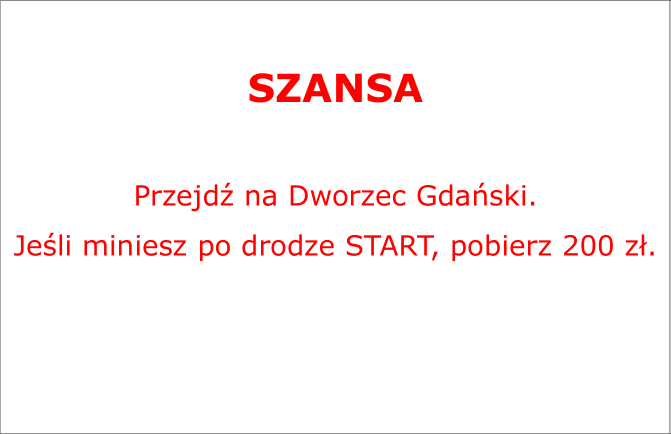 SZANSA
Przejdź na Dworzec Gdański.
Jeśli miniesz po drodze START, pobierz 200 zł.